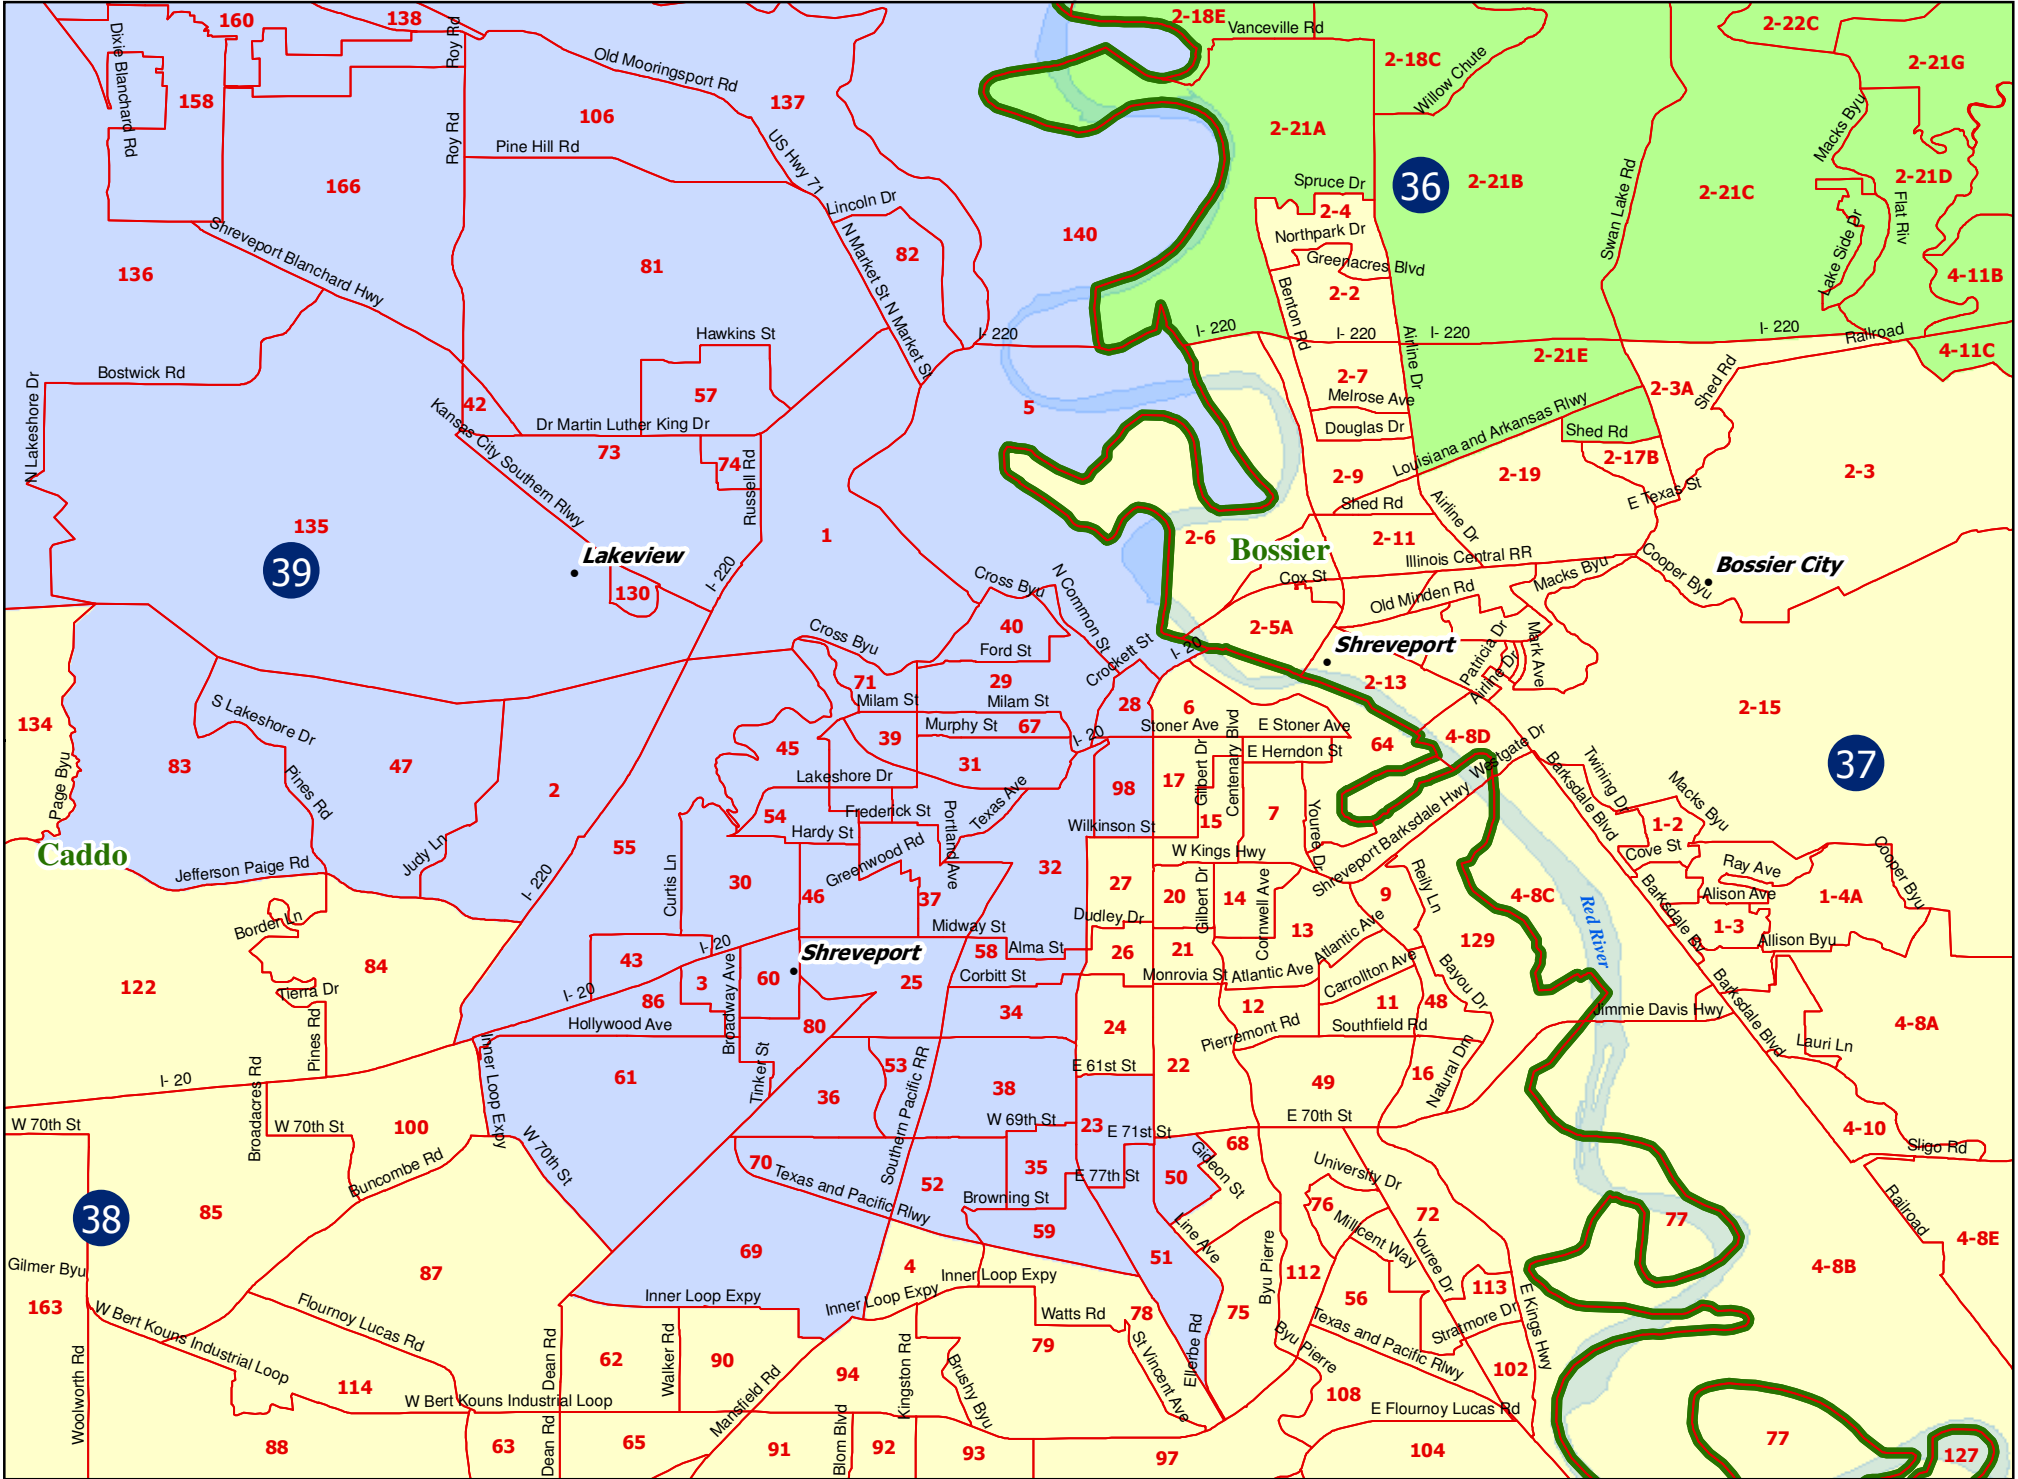 160
138
2-18E
Vanceville Rd
2-22C
Dixie Blanchard Rd
Roy Rd
Old Mooringsport Rd
2-18C
Willow Chute
2-21G
158
137
106
Macks Byu
2-21A
Roy Rd
Pine Hill Rd
US Hwy 71
166
Spruce Dr
36
2-21B
Swan Lake Rd
2-21C
2-21D
Lincoln Dr
2-4
Shreveport Blanchard Hwy
N Market St
N Market St
140
Northpark Dr
Flat Riv
Lake Side Dr
136
81
82
Greenacres Blvd
4-11B
Benton Rd
2-2
Hawkins St
I- 220
I- 220
I- 220
Airline Dr
I- 220
I- 220
Railroad
2-21E
4-11C
Bostwick Rd
N Lakeshore Dr
57
42
Kansas City Southern Rlwy
5
2-7
Melrose Ave
2-3A
Shed Rd
Dr Martin Luther King Dr
Douglas Dr
Louisiana and Arkansas Rlwy
Shed Rd
73
74
Russell Rd
2-9
2-19
2-17B
2-3
Shed Rd
E Texas St
135
1
2-6
Bossier
2-11
Airline Dr
39
Lakeview
I- 220
Illinois Central RR
Cooper Byu
Bossier City
130
Cross Byu
N Common St
Cox St
Macks Byu
Old Minden Rd
40
2-5A
Cross Byu
Ford St
Crockett St
I- 20
Shreveport
Patricia Dr
Mark Ave
Airline Dr
71
29
2-13
134
S Lakeshore Dr
Milam St
Milam St
28
6
2-15
Murphy St
67
I- 20
Stoner Ave
E Stoner Ave
45
39
Centenary Blvd
E Herndon St
64
4-8D
Westgate Dr
83
47
31
Page Byu
Pines Rd
2
Lakeshore Dr
98
17
Gilbert Dr
Barksdale Blvd
Twining Dr
37
Macks Byu
54
Frederick St
Portland Ave
Texas Ave
15
7
Youree Dr
Shreveport Barksdale Hwy
Wilkinson St
1-2
Hardy St
Caddo
55
Greenwood Rd
W Kings Hwy
Cove St
Cooper Byu
Judy Ln
Jefferson Paige Rd
32
Ray Ave
I- 220
Curtis Ln
30
46
37
27
20
Gilbert Dr
14
Cornwell Ave
9
Reily Ln
4-8C
Red River
Barksdale Blv
Alison Ave
1-4A
Border Ln
Midway St
Dudley Dr
13
Atlantic Ave
1-3
Allison Byu
43
I- 20
58
Alma St
26
21
129
84
Shreveport
122
3
Broadway Ave
60
25
Corbitt St
Monrovia St
Atlantic Ave
Carrollton Ave
Bayou Dr
Barksdale Blvd
Tierra Dr
I- 20
86
34
12
11
48
Jimmie Davis Hwy
Pines Rd
Hollywood Ave
80
24
Pierremont Rd
Southfield Rd
4-8A
Lauri Ln
Inner Loop Expy
Tinker St
53
Southern Pacific RR
E 61st St
22
16
I- 20
Broadacres Rd
61
36
38
49
Natural Drn
W 70th St
W 70th St
100
W 70th St
W 69th St
23
E 71st St
E 70th St
4-10
Sligo Rd
68
Buncombe Rd
70
Texas and Pacific Rlwy
35
E 77th St
50
Gideon St
University Dr
52
Browning St
76
72
77
Railroad
38
85
59
Line Ave
Millicent Way
Youree Dr
4-8E
69
51
Byu Pierre
Gilmer Byu
87
4
Inner Loop Expy
112
113
4-8B
163
W Bert Kouns Industrial Loop
Flournoy Lucas Rd
Inner Loop Expy
Inner Loop Expy
Watts Rd
78
75
56
Stratmore Dr
E Kings Hwy
Texas and Pacific Rlwy
Dean Rd
62
Walker Rd
90
79
St Vincent Ave
Ellerbe Rd
Byu Pierre
Woolworth Rd
94
Kingston Rd
Brushy Byu
102
114
W Bert Kouns Industrial Loop
Mansfield Rd
108
E Flournoy Lucas Rd
88
63
Dean Rd
65
91
Blom Blvd
92
93
97
104
77
127